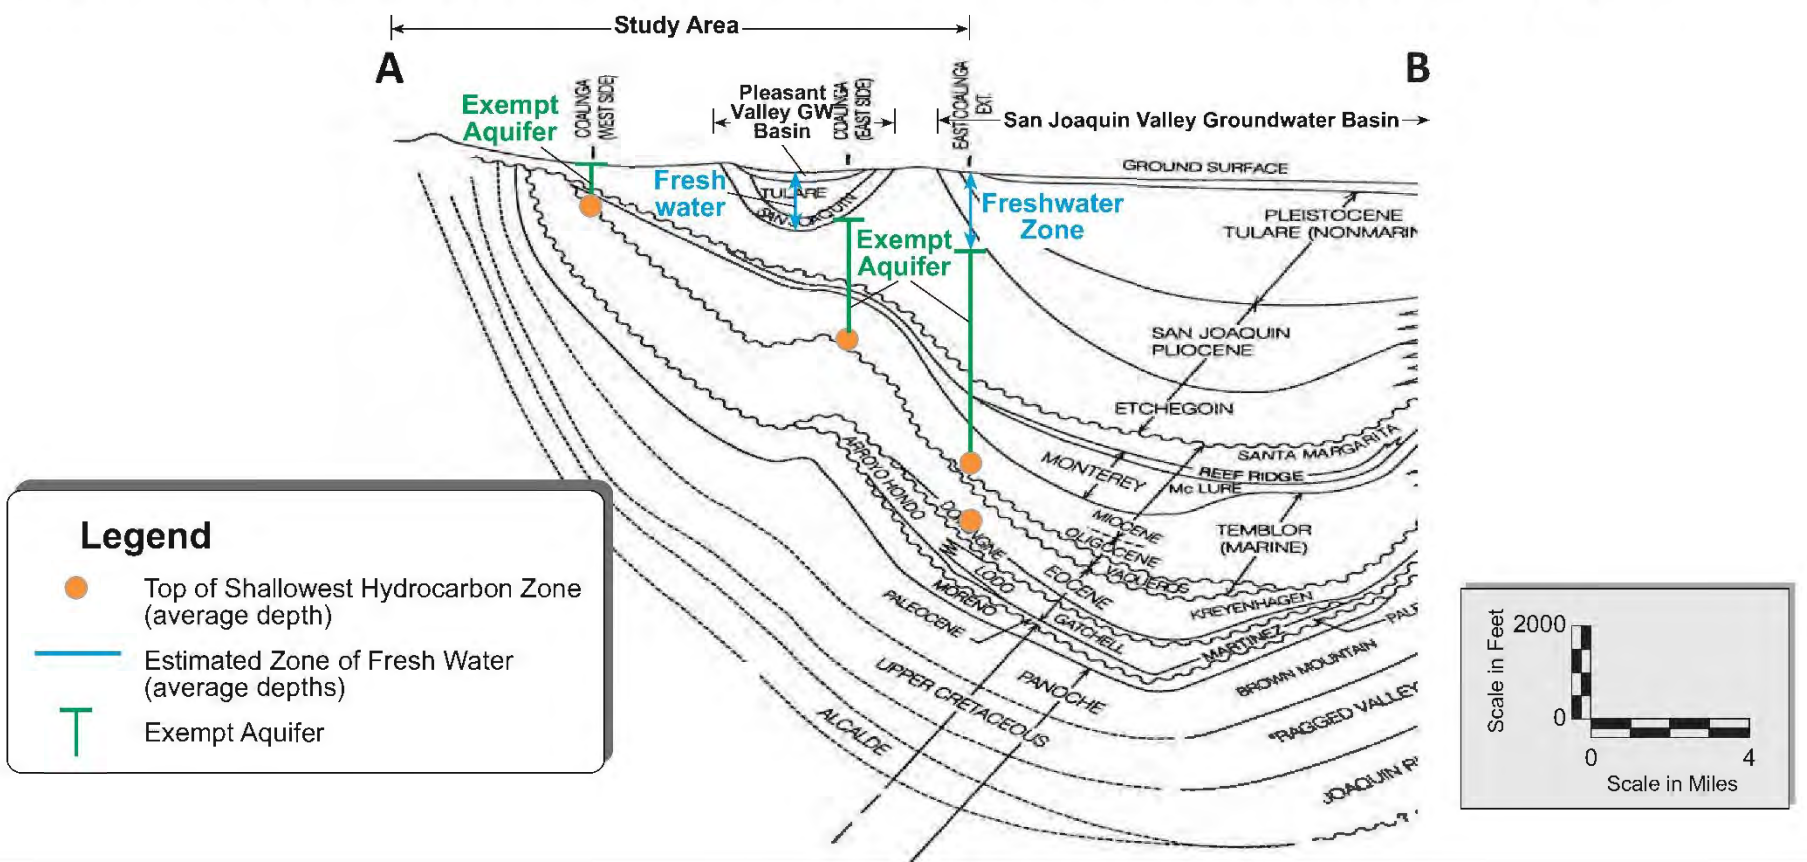 Study Area
A
B
COALINGA
(WEST SIDE)
Exempt
Aquifer
Pleasant
Valley GW
Basin
COALINGA
(EAST SIDE)
EAST COALINGA
EXT.
San Joaquin Valley Groundwater Basin
GROUND SURFACE
Fresh
water
TULARE
SAN JOAQUIN
Freshwater
Zone
Exempt
Aquifer
PLEISTOCENE
TULARE (NONMARIN
SAN JOAQUIN
PLIOCENE
ETCHEGOIN
SANTA MARGARITA
REEF RIDGE
Mc LURE
MONTEREY
MIOCENE
OLIGOCENE
TEMBLOR
(MARINE)
VAQUEROS
EOCENE
KREYENHAGEN
ARROYO HONDO
LODO
MORENO
GATCHELL
MARTINEZ
PALEOCENE
PALE
BROWN MOUNTAIN
PANOCHE
UPPER CRETACEOUS
"RAGGED VALLEY
ALCALDE
JOAQUIN R
?
Legend
Top of Shallowest Hydrocarbon Zone
(average depth)
Estimated Zone of Fresh Water
(average depths)
Exempt Aquifer
Scale in Feet
2000
0
0 4
Scale in Miles